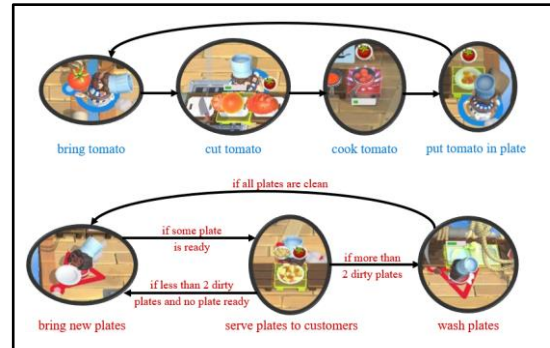 bring tomato
cut tomato
cook tomato
put tomato in plate
if all plates are clean
if some plate
is ready
if more than
2 dirty plates
if less than 2 dirty
plates and no plate ready
bring new plates
serve plates to customers
wash plates